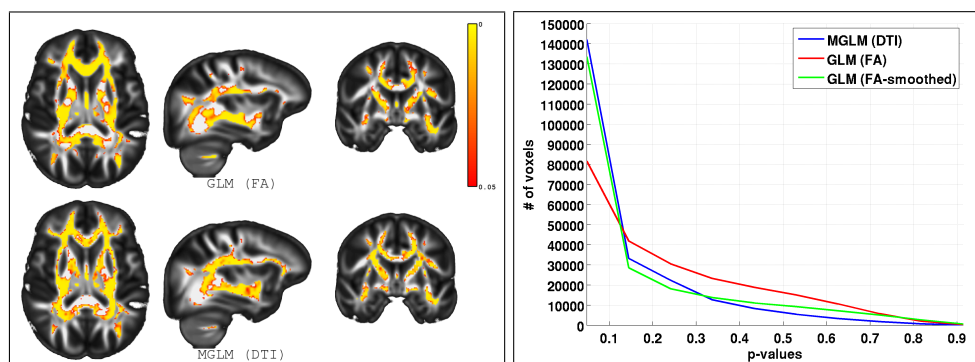 0
0.05
GLM (FA)
MGLM (DTI)
150000
140000
130000
120000
110000
100000
90000
80000
70000
60000
50000
40000
30000
20000
10000
0
# of voxels
0.1 0.2 0.3 0.4 0.5 0.6 0.7 0.8 0.9
p-values
MGLM (DTI)
GLM (FA)
GLM (FA-smoothed)